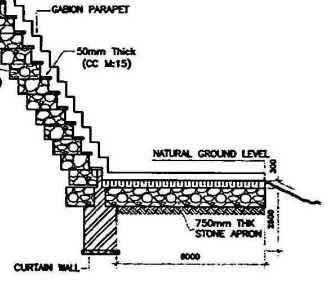 GABION PARAPET
50mm Thick
(CC M:15)
NATURAL GROUND LEVEL
300
750mm THK
STONE APRON
2500
CURTAIN WALL
6000